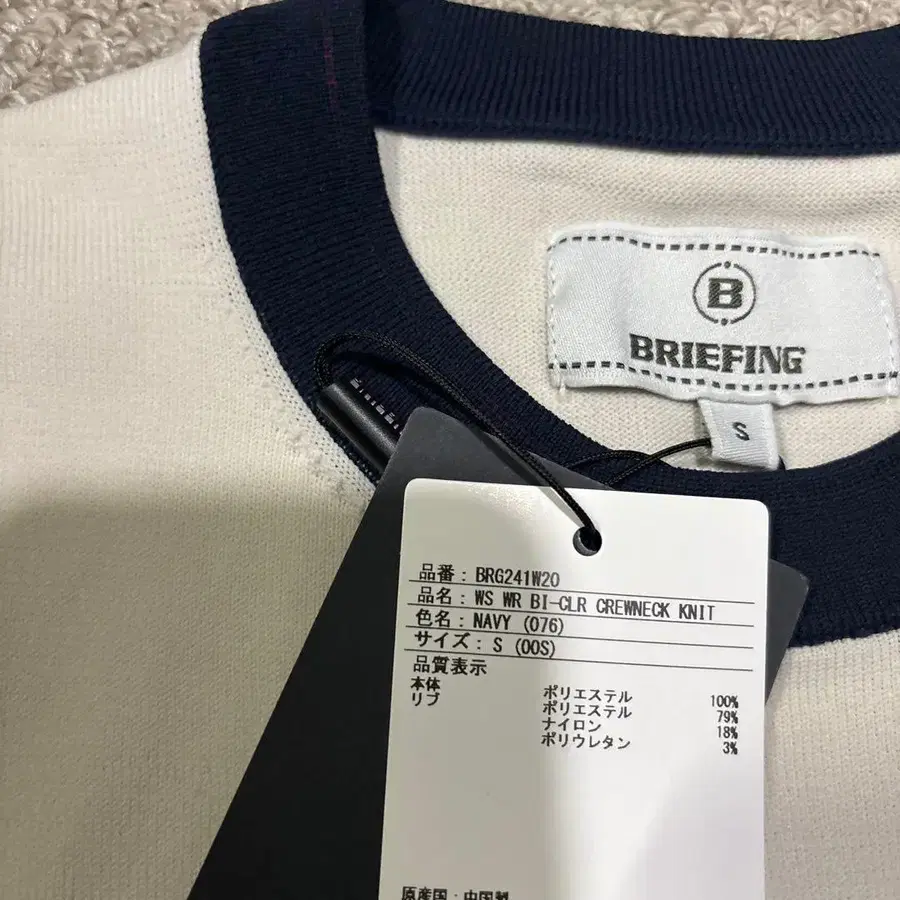 B
BRIEFING
S
品番: BRG241W20
品名: WS WR BI-CLR CREWNECK KNIT
色名: NAVY (076)
サイズ: S (00S)
品質表示
本体 ポリエステル 100%
リブ ポリエステル 79%
ナイロン 18%
ポリウレタン 3%
原産国:中国製